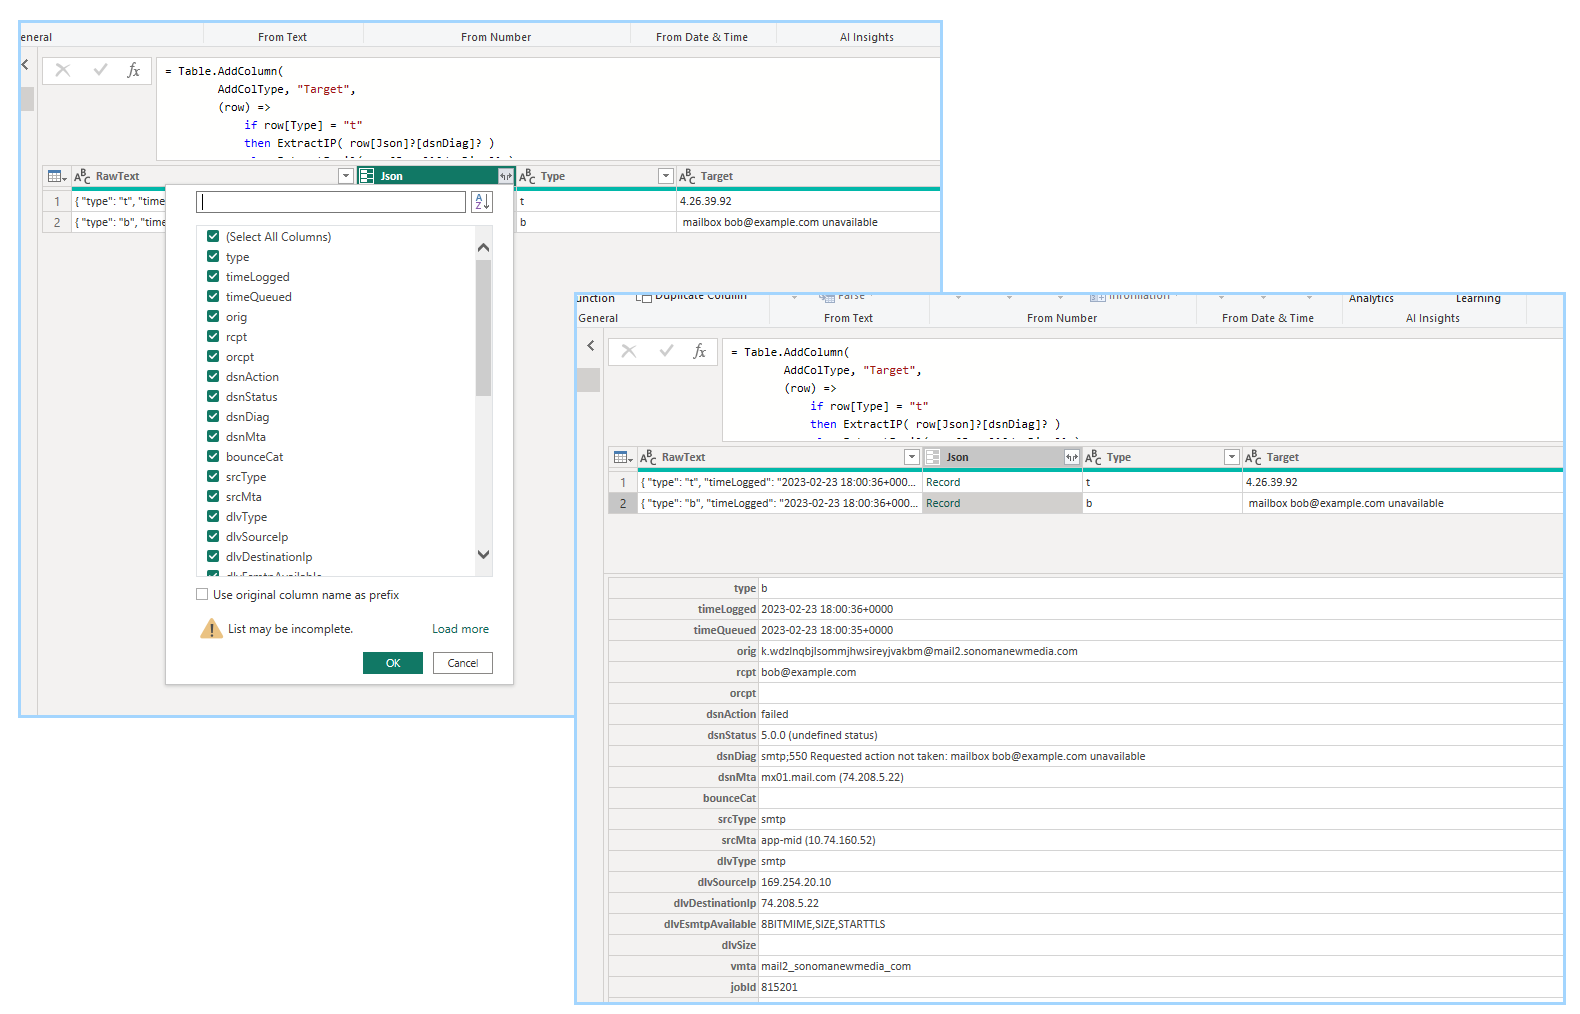 eneral
From Text
From Number
From Date & Time
AI Insights
fx
= Table.AddColumn(
AddColType, "Target",
(row) =>
if row[Type] = "t"
then ExtractIP( row[Json]?[dsnDiag]? )
ABC RawText
Json
ABC Type
ABC Target
1 { "type": "t", "time
t
4.26.39.92
2 { "type": "b", "time
b
mailbox bob@example.com unavailable
AZ
(Select All Columns)
type
timeLogged
timeQueued
orig
rcpt
orcpt
dsnAction
dsnStatus
dsnDiag
dsnMta
bounceCat
srcType
srcMta
dlvType
dlvSourceIp
dlvDestinationIp
dlvEsmtpAvailable
Use original column name as prefix
List may be incomplete.
Load more
OK
Cancel
unction
Duplicate Column
Parse
Information
Analytics
Learning
General
From Text
From Number
From Date & Time
AI Insights
fx
= Table.AddColumn(
AddColType, "Target",
(row) =>
if row[Type] = "t"
then ExtractIP( row[Json]?[dsnDiag]? )
ABC RawText
Json
ABC Type
ABC Target
1 { "type": "t", "timeLogged": "2023-02-23 18:00:36+000... Record t 4.26.39.92
2 { "type": "b", "timeLogged": "2023-02-23 18:00:36+000... Record b mailbox bob@example.com unavailable
type b
timeLogged 2023-02-23 18:00:36+0000
timeQueued 2023-02-23 18:00:35+0000
orig k.wdzlnqbjlsommjhwsireyjvakbm@mail2.sonomanewmedia.com
rcpt bob@example.com
orcpt
dsnAction failed
dsnStatus 5.0.0 (undefined status)
dsnDiag smtp;550 Requested action not taken: mailbox bob@example.com unavailable
dsnMta mx01.mail.com (74.208.5.22)
bounceCat
srcType smtp
srcMta app-mid (10.74.160.52)
dlvType smtp
dlvSourceIp 169.254.20.10
dlvDestinationIp 74.208.5.22
dlvEsmtpAvailable 8BITMIME,SIZE,STARTTLS
dlvSize
vmta mail2_sonomanewmedia_com
jobId 815201